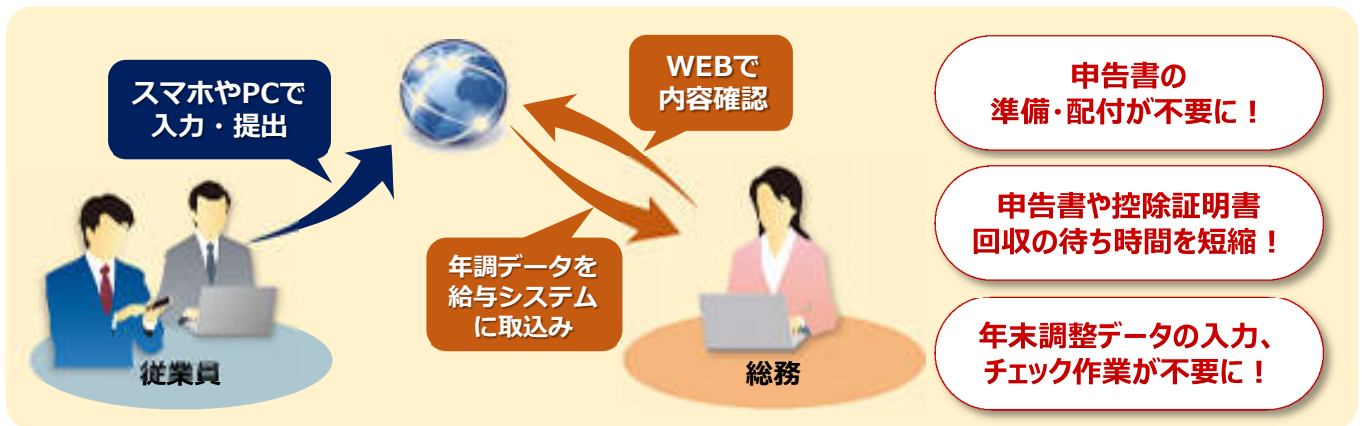 スマホやPCで
入力・提出
WEBで
内容確認
年調データを
給与システム
に取込み
従業員
総務
申告書の
準備・配付が不要に！
申告書や控除証明書
回収の待ち時間を短縮！
年末調整データの入力、
チェック作業が不要に！